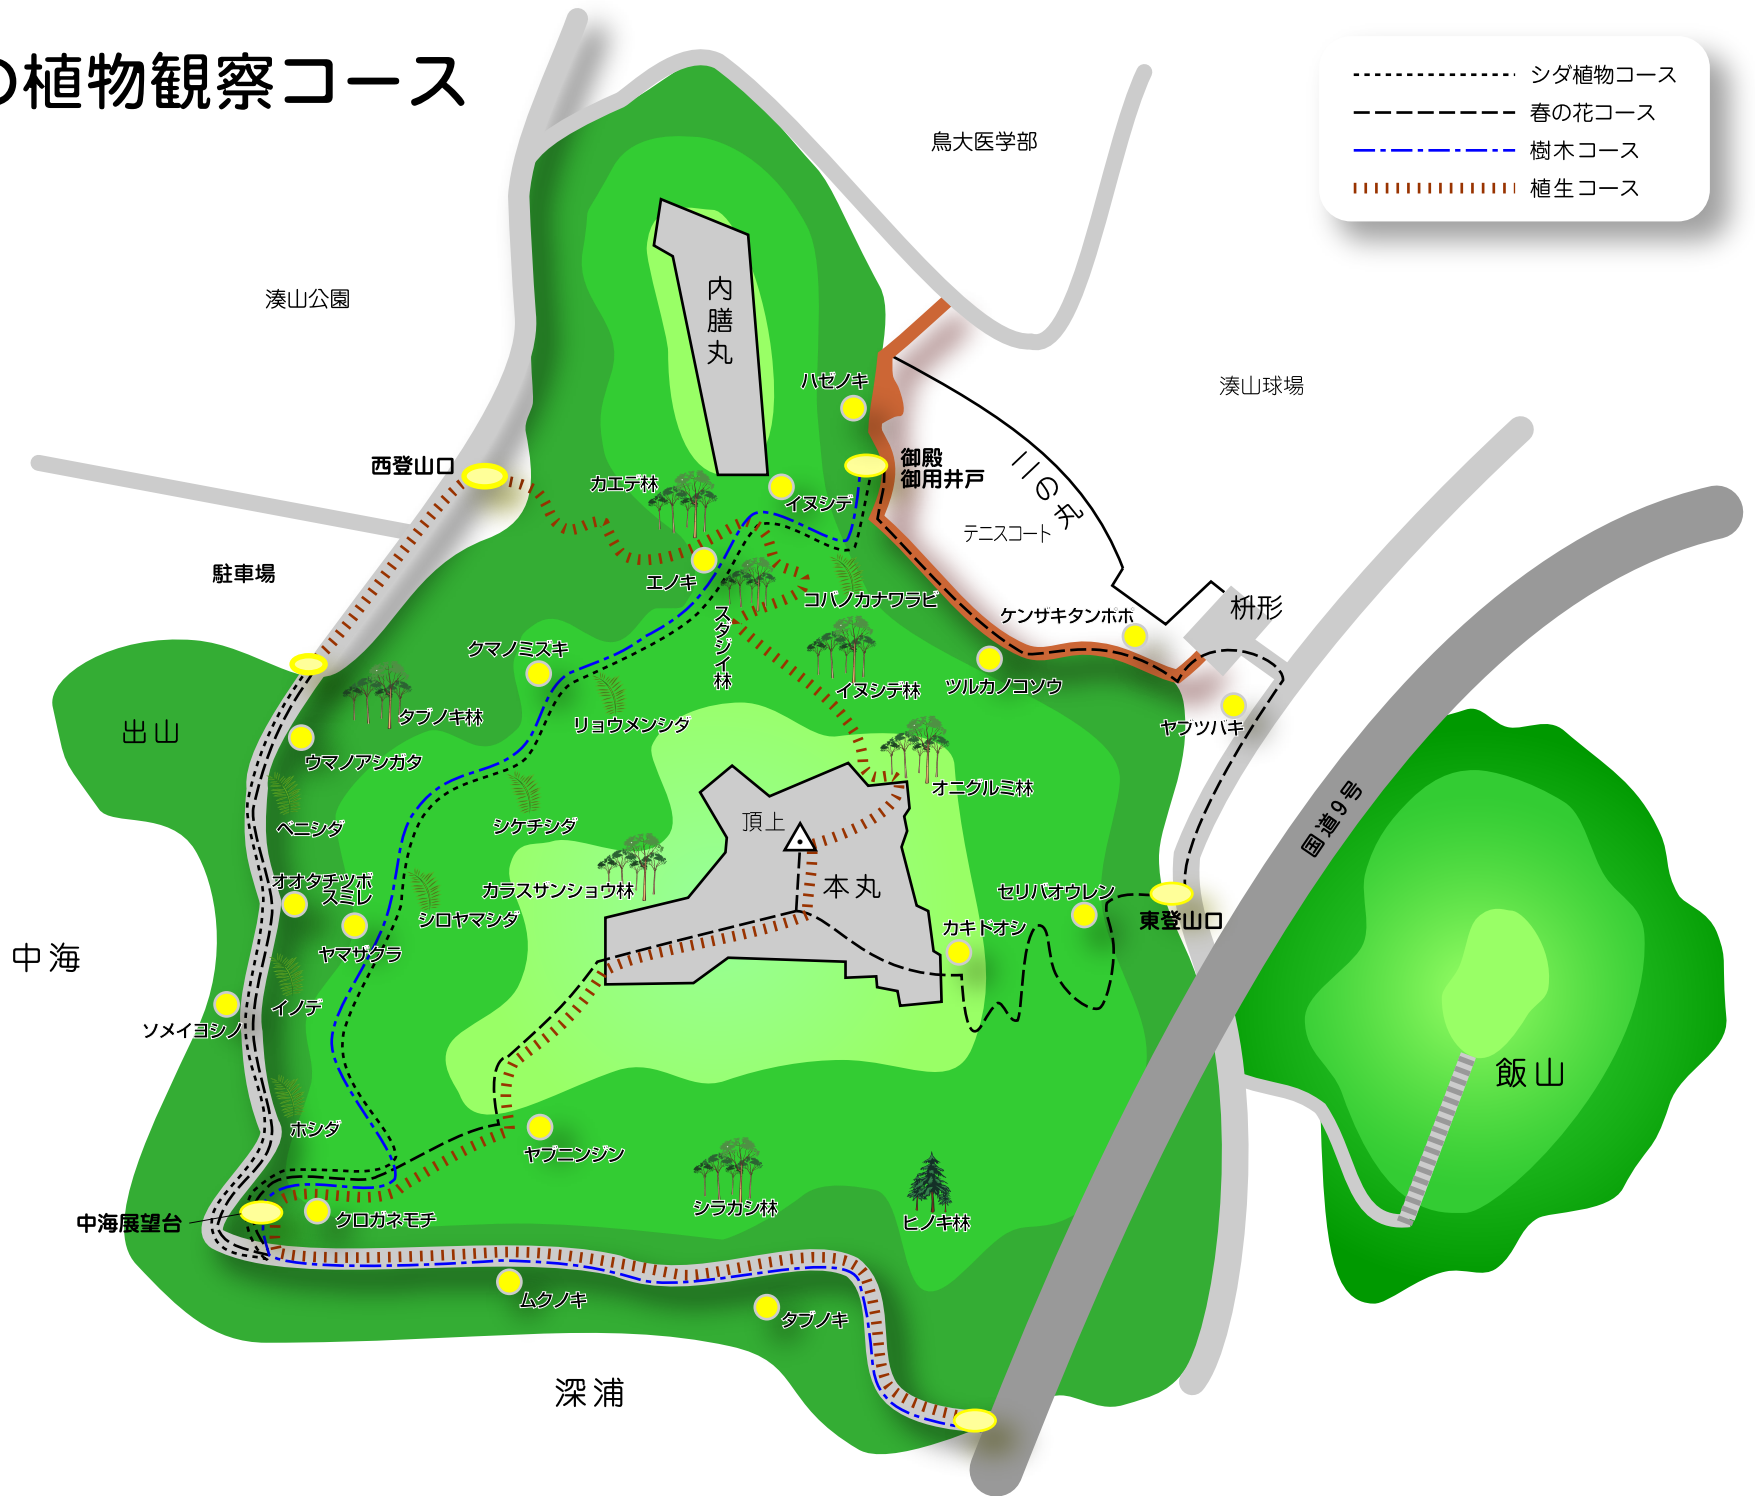 の植物観察コース
シダ植物コース
春の花コース
樹木コース
植生コース
鳥大医学部
湊山公園
内膳丸
湊山球場
ハゼノキ
西登山口
御殿
御用井戸
二の丸
カエデ林
イヌシデ
テニスコート
駐車場
エノキ
コバノカナワラビ
スダジイ林
ケンザキタンポポ
枡形
クマノミズキ
イヌシデ林
ツルカノコソウ
タブノキ林
リョウメンシダ
ヤブツバキ
出山
ウマノアシガタ
オニグルミ林
国道9号
ベニシダ
シケチシダ
頂上
オオタチツボ
スミレ
カラスサンショウ林
本丸
セリバオウレン
シロヤマシダ
カキドオシ
東登山口
ヤマザクラ
中海
イノデ
ソメイヨシノ
飯山
ホシダ
ヤブニンジン
シラカシ林
ヒノキ林
中海展望台
クロガネモチ
ムクノキ
タブノキ
深浦